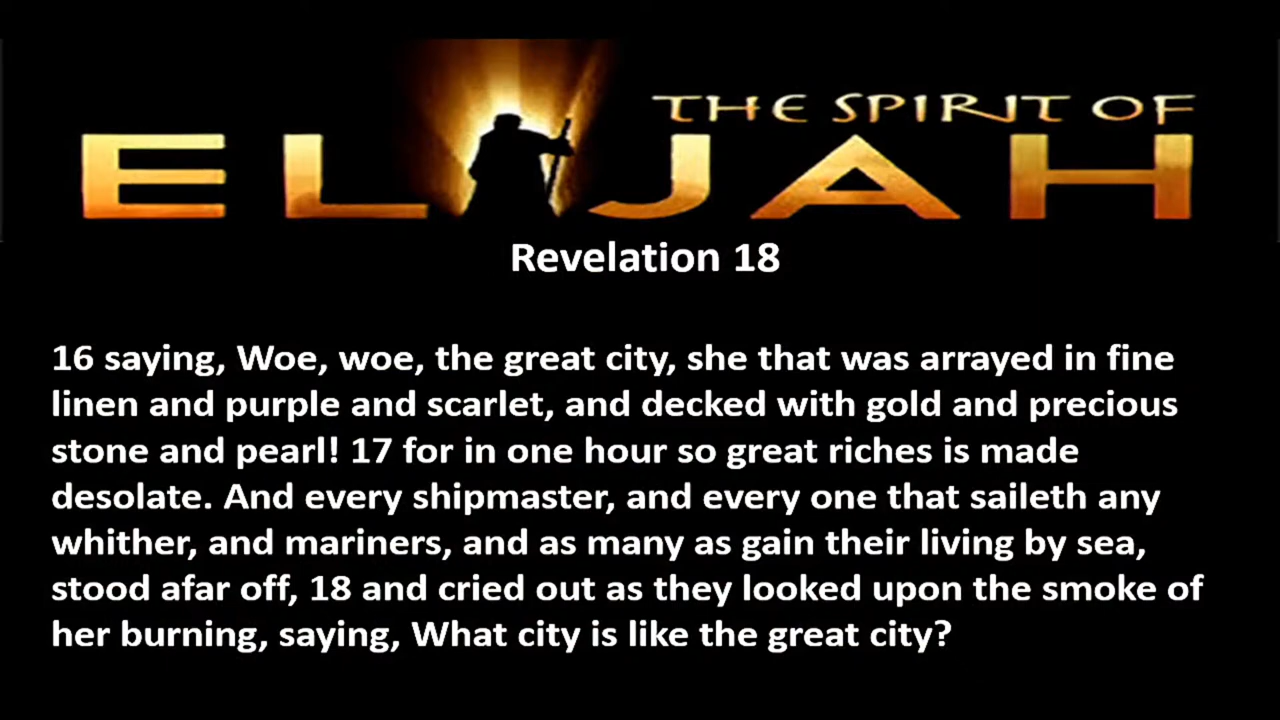 THE SPIRIT OF
ELIJAH
Revelation 18
16 saying, Woe, woe, the great city, she that was arrayed in fine
linen and purple and scarlet, and decked with gold and precious
stone and pearl! 17 for in one hour so great riches is made
desolate. And every shipmaster, and every one that saileth any
whither, and mariners, and as many as gain their living by sea,
stood afar off, 18 and cried out as they looked upon the smoke of
her burning, saying, What city is like the great city?